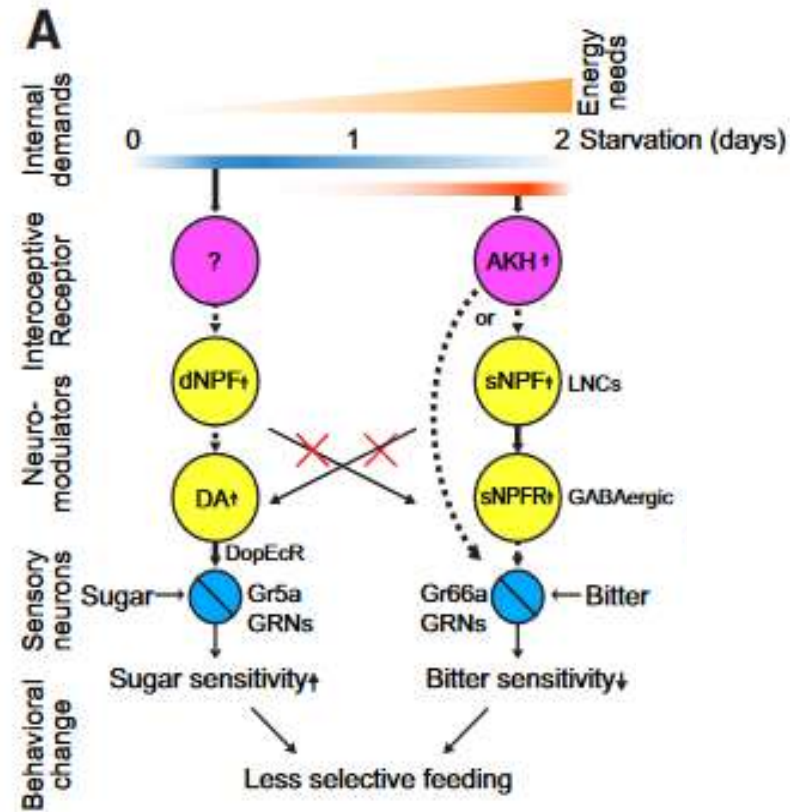 A
Internal
demands
Energy
needs
0 1 2 Starvation (days)
Interoceptive
Receptor
?
AKH↑
or
Neuro-
modulators
dNPF↑
sNPF↑ LNCs
DA↑
sNPFR↑ GABAergic
DopEcR
Sensory
neurons
Sugar
Gr5a
GRNs
Gr66a
GRNs
Bitter
Behavioral
change
Sugar sensitivity↑
Bitter sensitivity↓
Less selective feeding